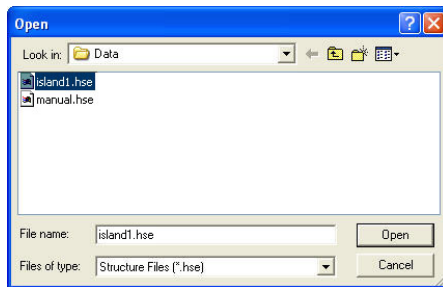 Open
Look in: Data
island1.hse
manual.hse
File name: island1.hse Open
Files of type: Structure Files (*.hse) Cancel